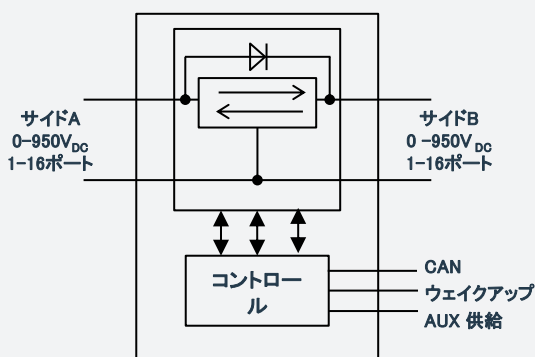 サイドA
0-950VDC
1-16ポート
サイドB
0 -950V DC
1-16ポート
コントロー
ル
CAN
ウェイクアップ
AUX 供給